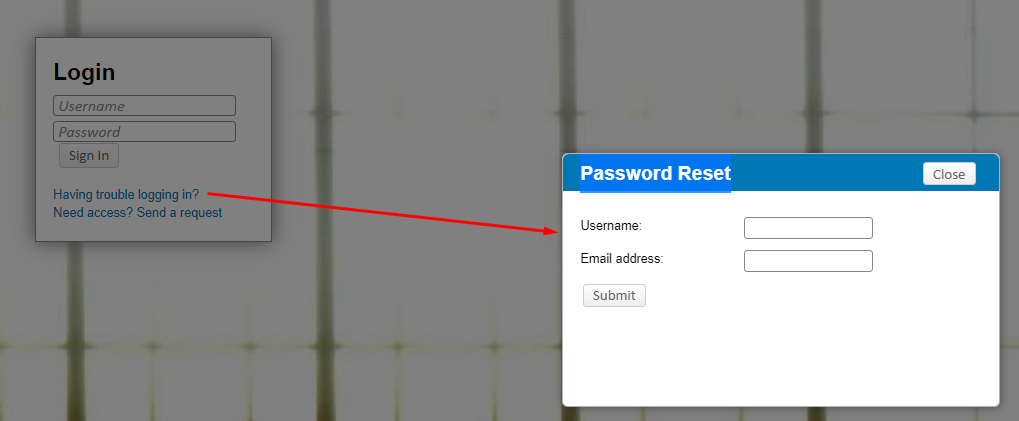 Login
Username
Password
Sign In
Having trouble logging in?
Need access? Send a request
Password Reset
Close
Username:
Email address:
Submit